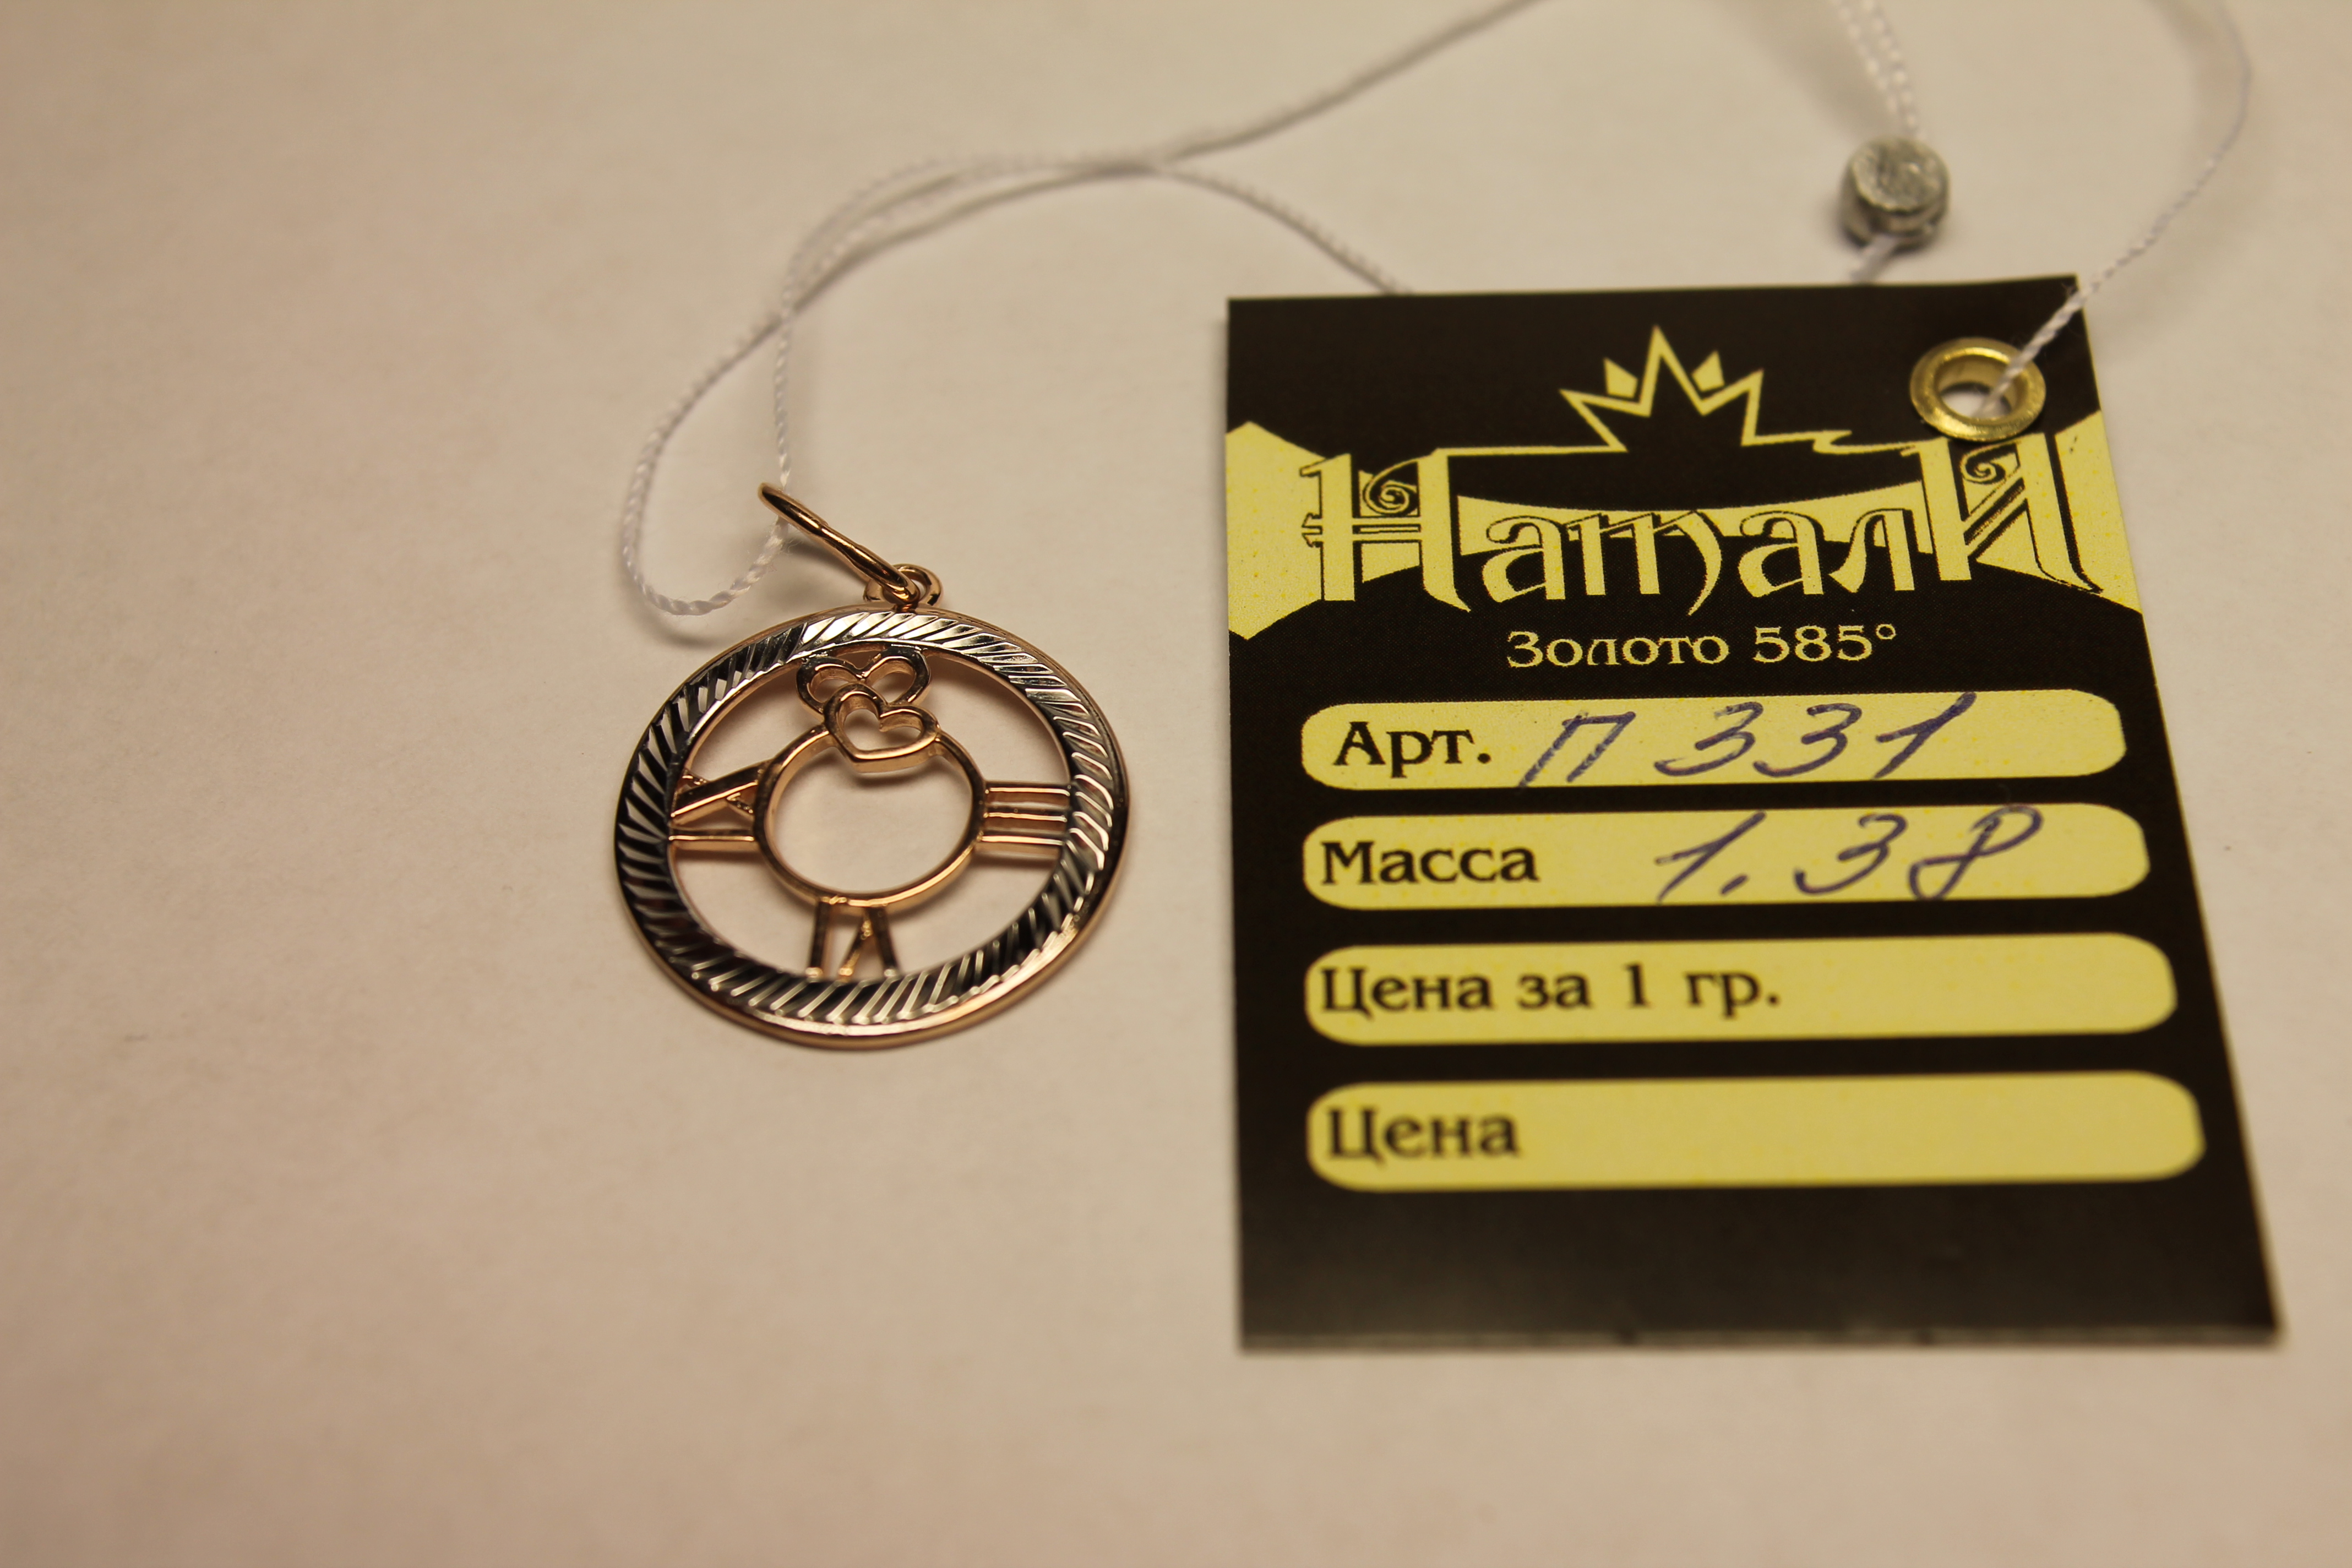 Натали
Золото 585°
Арт. П 331
Масса 1.38
Цена за 1 гр.
Цена